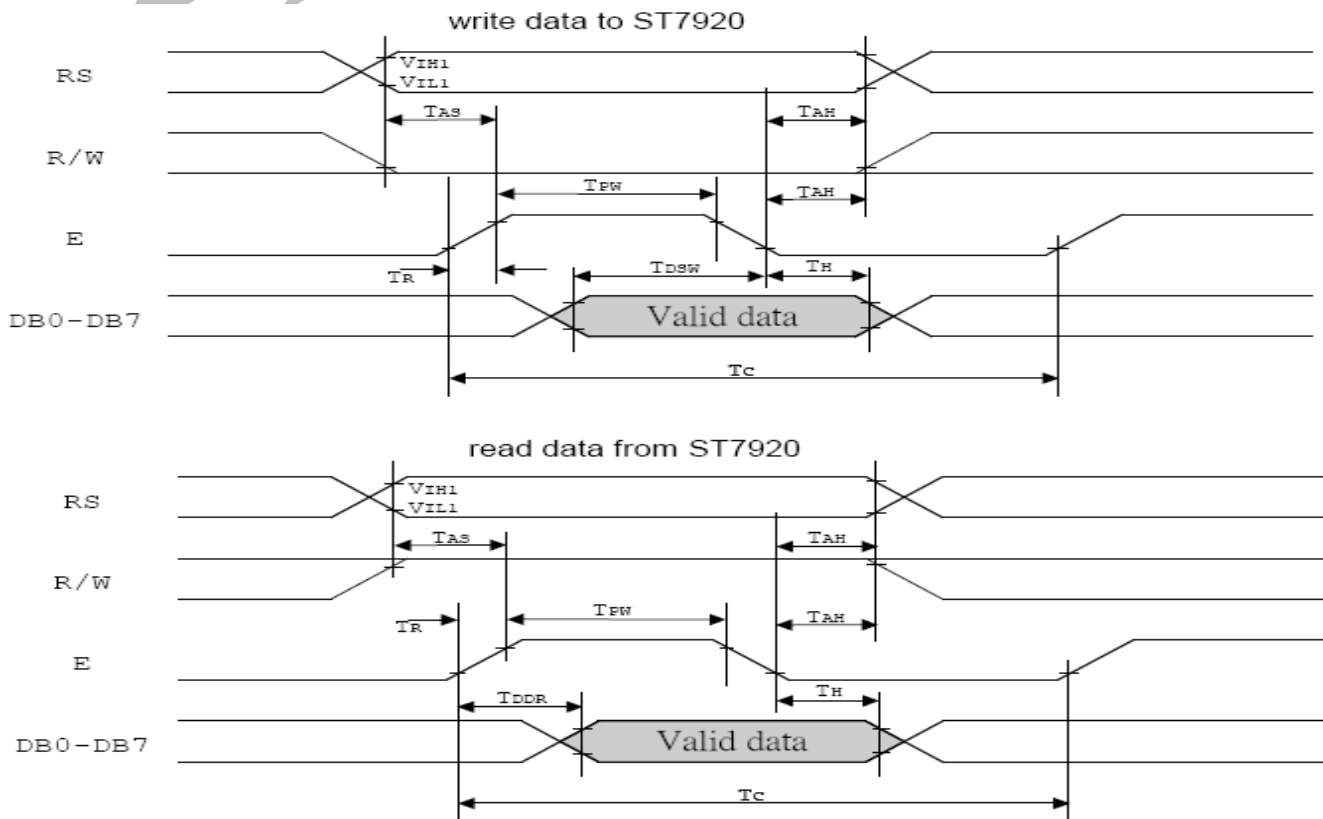 write data to ST7920
RS
VIH1
VIL1
TAS
TAH
R/W
TPW
TAH
E
TR
TDSW
TH
DB0-DB7
Valid data
TC
read data from ST7920
RS
VIH1
VIL1
TAS
TAH
R/W
TR
TPW
TAH
E
TDDR
TH
DB0-DB7
Valid data
TC